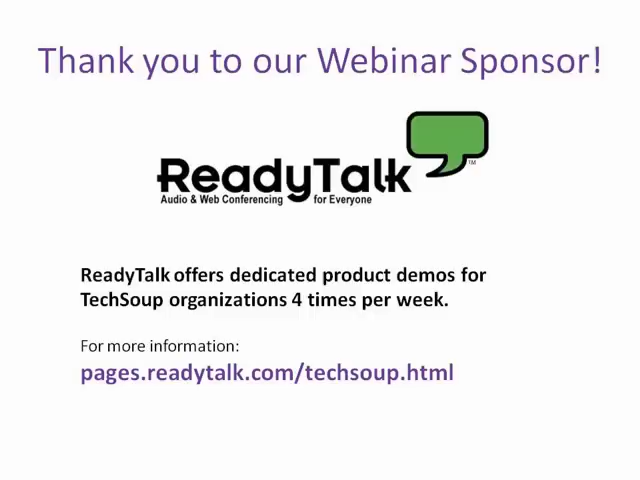 Thank you to our Webinar Sponsor!
ReadyTalk™
Audio & Web Conferencing for Everyone
ReadyTalk offers dedicated product demos for
TechSoup organizations 4 times per week.
For more information:
pages.readytalk.com/techsoup.html